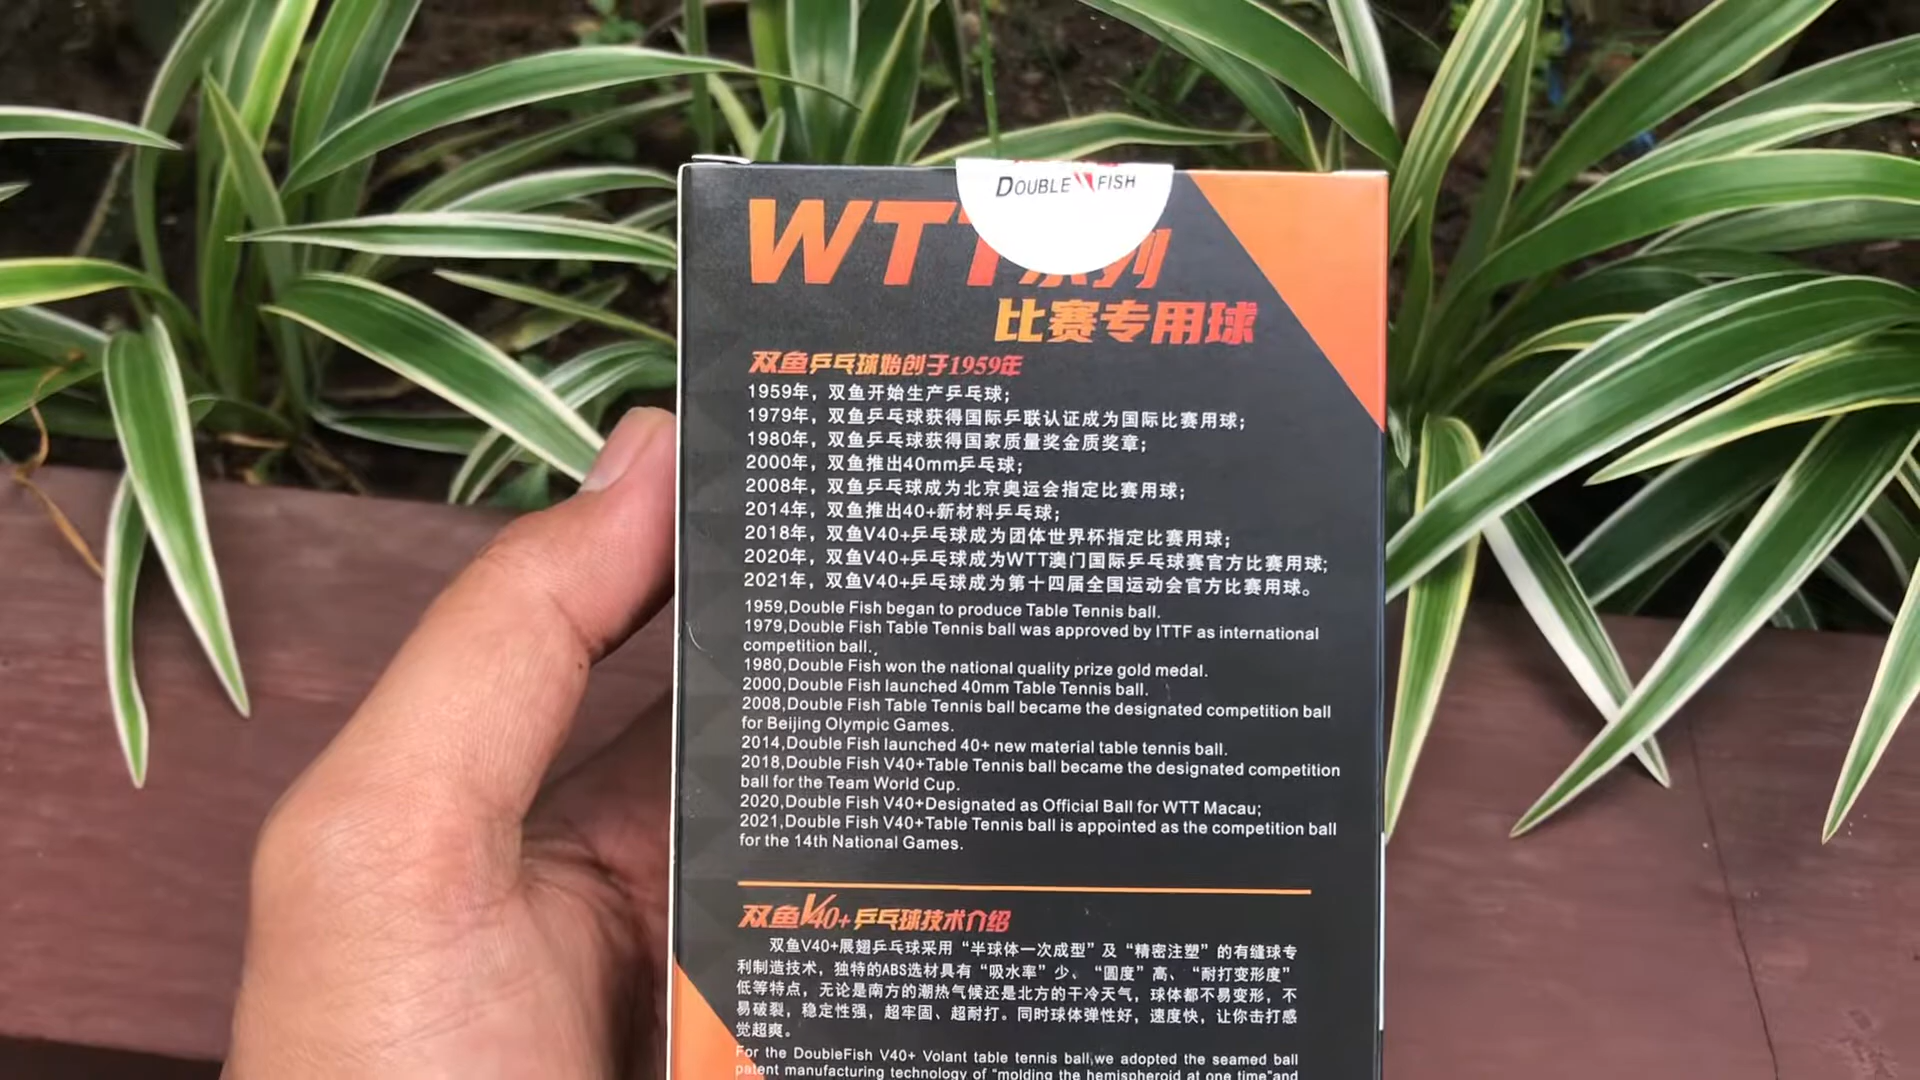 DOUBLE FISH
WTT系列
比赛专用球
双鱼乒乓球始创于1959年
1959年，双鱼开始生产乒乓球；
1979年，双鱼乒乓球获得国际乒联认证成为国际比赛用球；
1980年，双鱼乒乓球获得国家质量奖金质奖章；
2000年，双鱼推出40mm乒乓球；
2008年，双鱼乒乓球成为北京奥运会指定比赛用球；
2014年，双鱼推出40+新材料乒乓球；
2018年，双鱼V40+乒乓球成为团体世界杯指定比赛用球；
2020年，双鱼V40+乒乓球成为WTT澳门国际乒乓球赛官方比赛用球；
2021年，双鱼V40+乒乓球成为第十四届全国运动会官方比赛用球。
1959,Double Fish began to produce Table Tennis ball.
1979,Double Fish Table Tennis ball was approved by ITTF as international
competition ball.,
1980,Double Fish won the national quality prize gold medal.
2000,Double Fish launched 40mm Table Tennis ball.
2008,Double Fish Table Tennis ball became the designated competition ball
for Beijing Olympic Games.
2014,Double Fish launched 40+ new material table tennis ball.
2018,Double Fish V40+Table Tennis ball became the designated competition
ball for the Team World Cup.
2020,Double Fish V40+Designated as Official Ball for WTT Macau;
2021,Double Fish V40+Table Tennis ball is appointed as the competition ball
for the 14th National Games.
双鱼V40+乒乓球技术介绍
双鱼V40+展翅乒乓球采用“半球体一次成型”及“精密注塑”的有缝球专
利制造技术，独特的ABS选材具有“吸水率”少、“圆度”高、“耐打变形度”
低等特点，无论是南方的潮热气候还是北方的干冷天气，球体都不易变形，不
易破裂，稳定性强，超牢固、超耐打。同时球体弹性好，速度快，让你击打感
觉超爽。
For the DoubleFish V40+ Volant table tennis ball,we adopted the seamed ball
patent manufacturing technology of "molding the hemispheroid at one time"and